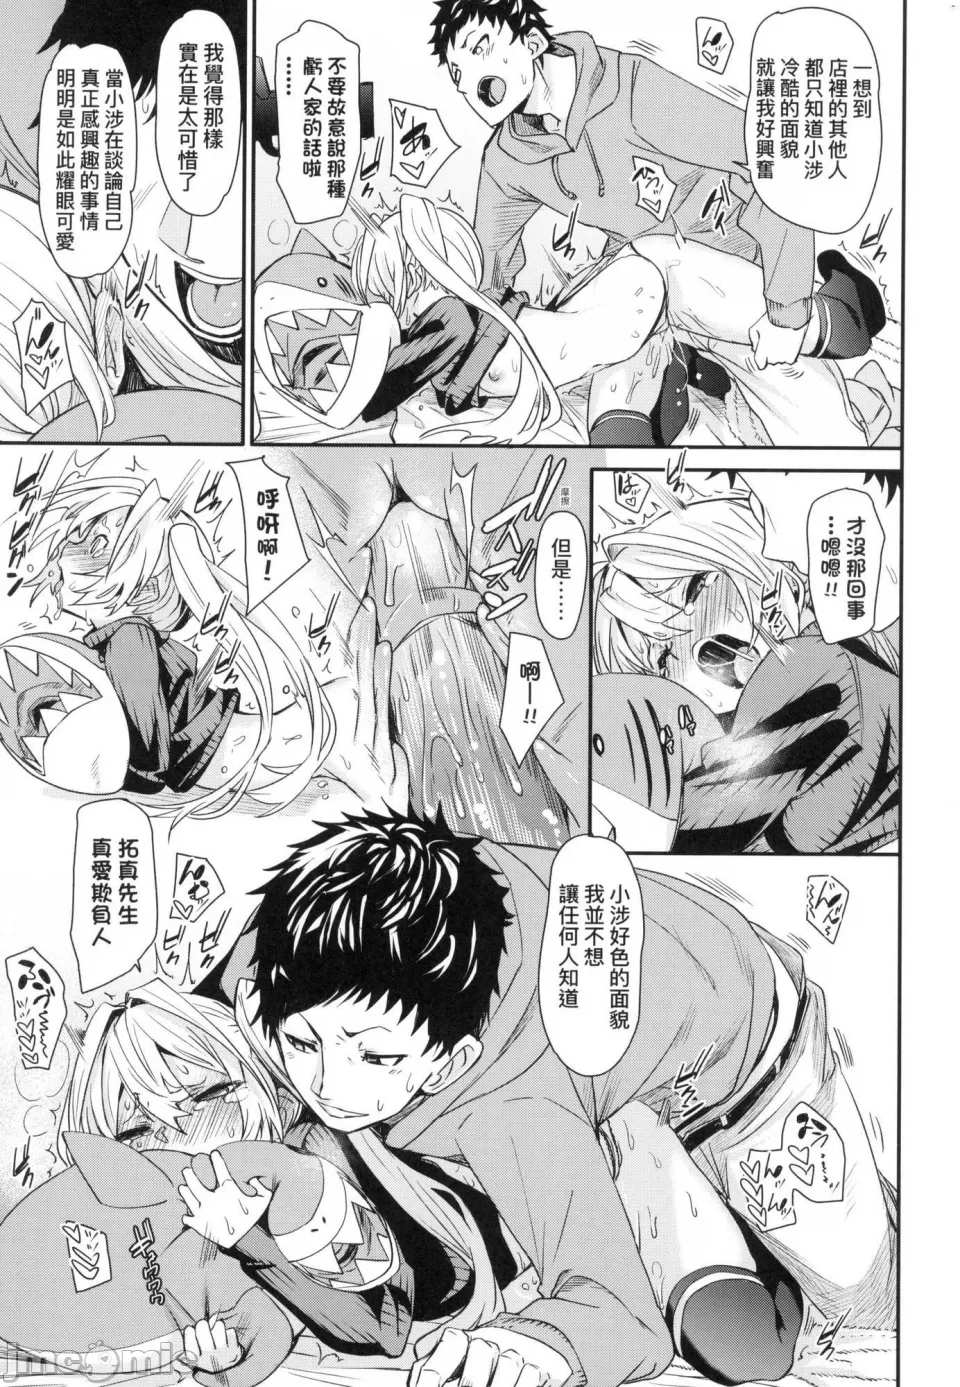 一想到
店裡的其他人
都只知道小涉
冷酷的面貌
就讓我好興奮
不要故意說那種
虧人家的話啦
……
我覺得那樣
實在是太可惜了
當小涉在談論自己
真正感興趣的事情
明明是如此耀眼可愛
才沒那回事
…嗯嗯!!
摩擦
但是……
啊—!!
呼呀啊!
小涉好色的面貌
我並不想
讓任何人知道
拓真先生
真愛欺負人
jmcomic